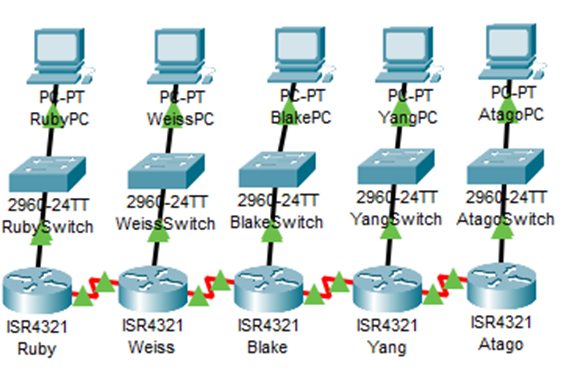 PC-PT
RubyPC
PC-PT
WeissPC
PC-PT
BlakePC
PC-PT
YangPC
PC-PT
AtagoPC
2960-24TT
RubySwitch
2960-24TT
WeissSwitch
2960-24TT
BlakeSwitch
2960-24TT
YangSwitch
2960-24TT
AtagoSwitch
ISR4321
Ruby
ISR4321
Weiss
ISR4321
Blake
ISR4321
Yang
ISR4321
Atago